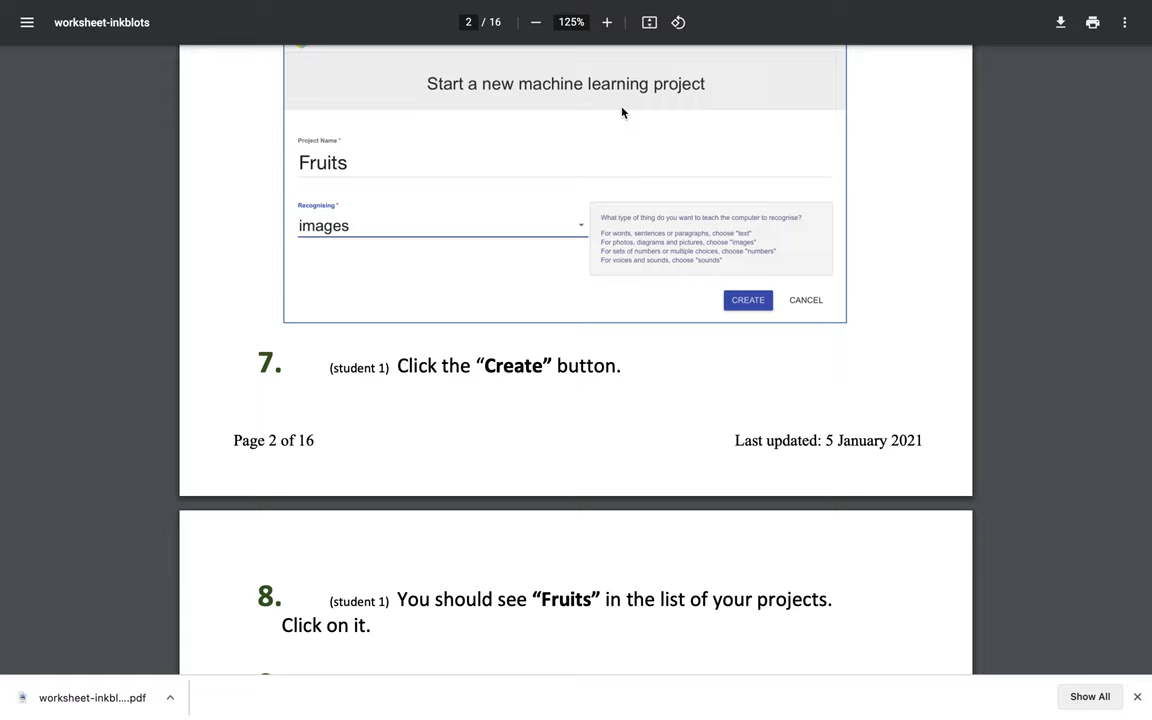 worksheet-inkblots
2 / 16
125%
Start a new machine learning project
Project Name *
Fruits
Recognising *
images
What type of thing do you want to teach the computer to recognise?
For words, sentences or paragraphs, choose "text"
For photos, diagrams and pictures, choose "images"
For sets of numbers or multiple choices, choose "numbers"
For voices and sounds, choose "sounds"
CREATE CANCEL
7. (student 1) Click the “Create” button.
Page 2 of 16 Last updated: 5 January 2021
8. (student 1) You should see “Fruits” in the list of your projects.
Click on it.
worksheet-inkbl....pdf
Show All